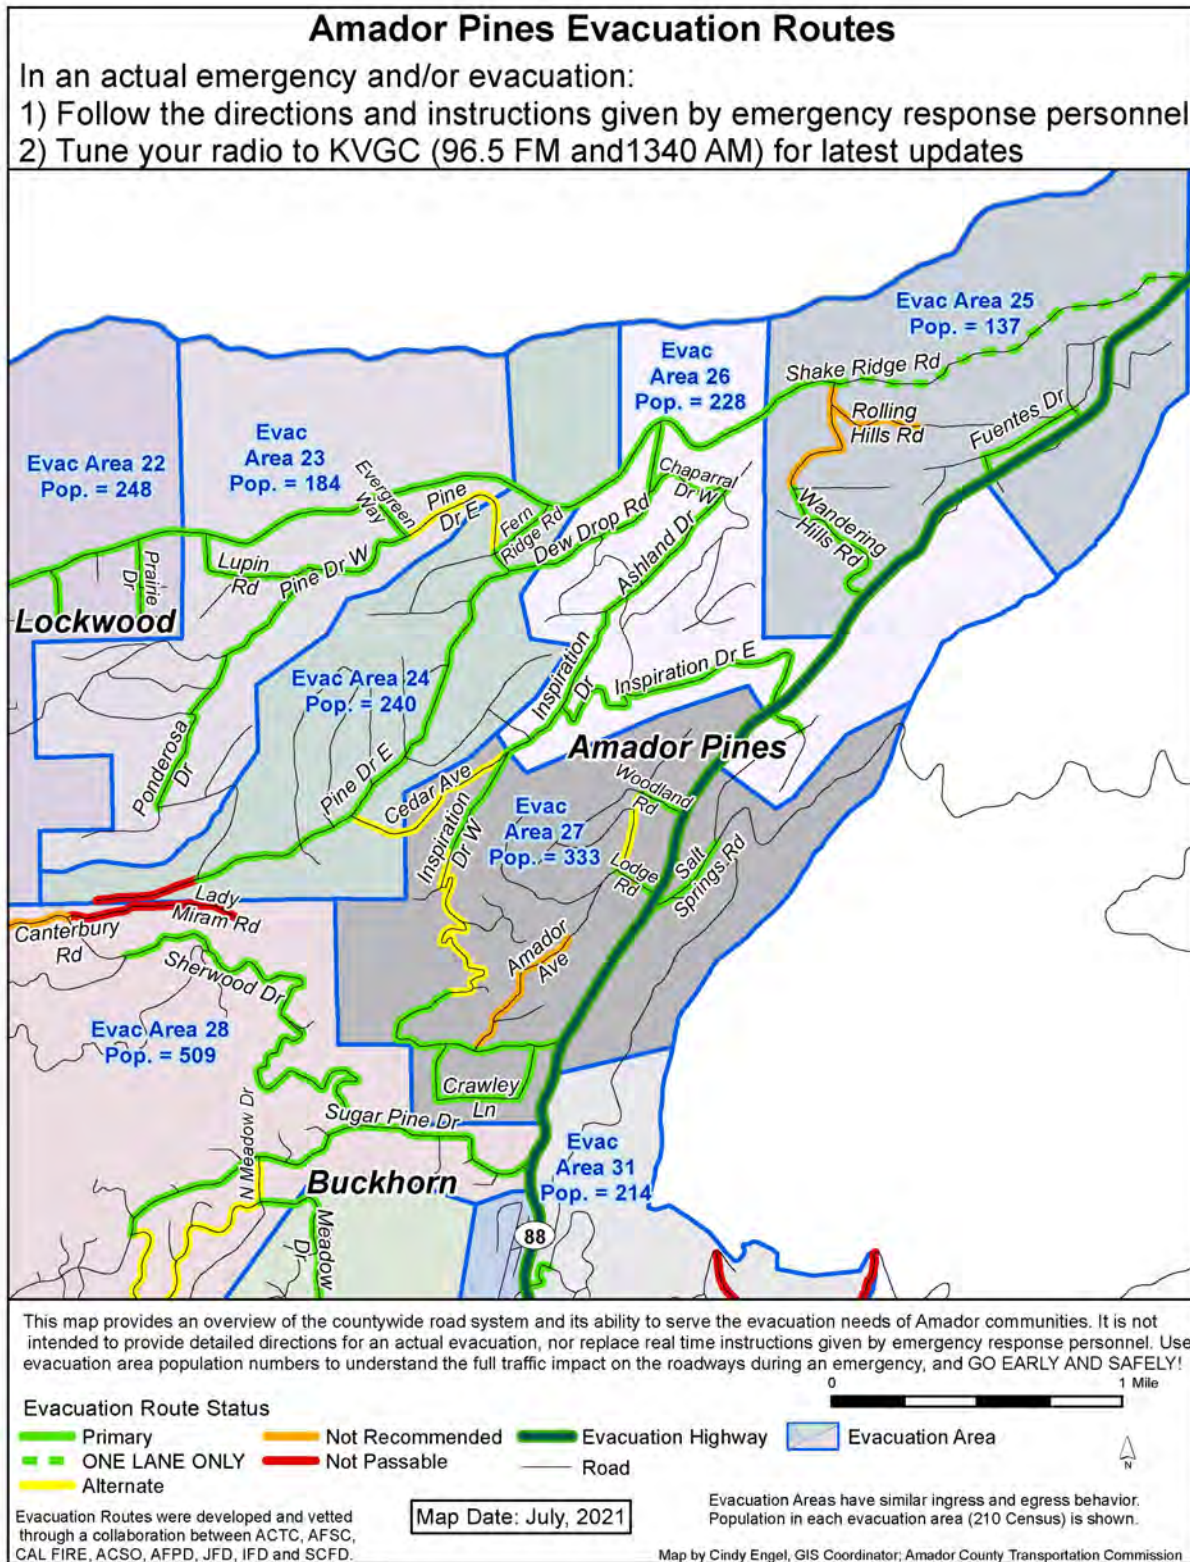 Amador Pines Evacuation Routes
In an actual emergency and/or evacuation:
1) Follow the directions and instructions given by emergency response personnel
2) Tune your radio to KVGC (96.5 FM and1340 AM) for latest updates
Evac Area 25
Pop. = 137
Evac
Area 26
Pop. = 228
Shake Ridge Rd
Rolling
Hills Rd
Fuentes Dr
Evac
Area 23
Pop. = 184
Evac Area 22
Pop. = 248
Evergreen
Way
Pine
Dr E
Fern
Ridge Rd
Dew Drop Rd
Chaparral
Dr W
Ashland Dr
Wandering
Hills Rd
Prairie
Dr
Lupin
Rd
Pine Dr W
Lockwood
Evac Area 24
Pop. = 240
Inspiration
Dr
Inspiration Dr E
Ponderosa
Dr
Pine Dr E
Cedar Ave
Amador Pines
Inspiration
Dr W
Evac
Area 27
Pop. = 333
Woodland
Rd
Lodge
Rd
Salt
Springs Rd
Lady
Miram Rd
Canterbury
Rd
Sherwood Dr
Amador
Ave
Evac Area 28
Pop. = 509
Crawley
Ln
N Meadow Dr
Sugar Pine Dr
Buckhorn
Evac
Area 31
Pop. = 214
Meadow
Dr
88
This map provides an overview of the countywide road system and its ability to serve the evacuation needs of Amador communities. It is not
intended to provide detailed directions for an actual evacuation, nor replace real time instructions given by emergency response personnel. Use
evacuation area population numbers to understand the full traffic impact on the roadways during an emergency, and GO EARLY AND SAFELY!
0 1 Mile
Evacuation Route Status
Primary
ONE LANE ONLY
Alternate
Not Recommended
Not Passable
Evacuation Highway
Road
Evacuation Area
N
Evacuation Routes were developed and vetted
through a collaboration between ACTC, AFSC,
CAL FIRE, ACSO, AFPD, JFD, IFD and SCFD.
Map Date: July, 2021
Evacuation Areas have similar ingress and egress behavior.
Population in each evacuation area (210 Census) is shown.
Map by Cindy Engel, GIS Coordinator; Amador County Transportation Commission